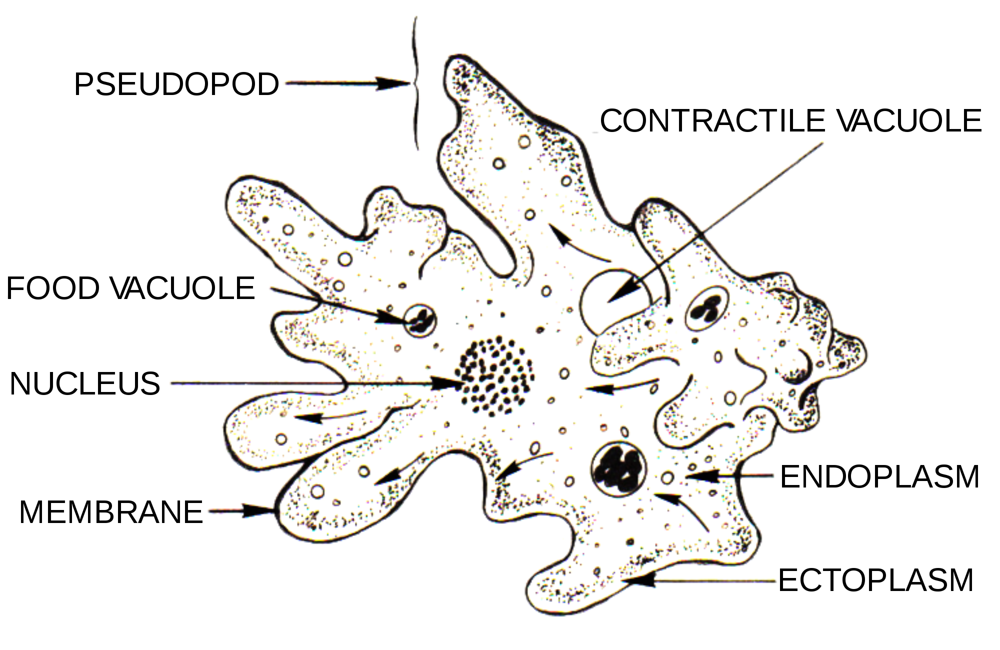 PSEUDOPOD
CONTRACTILE VACUOLE
FOOD VACUOLE
NUCLEUS
ENDOPLASM
MEMBRANE
ECTOPLASM